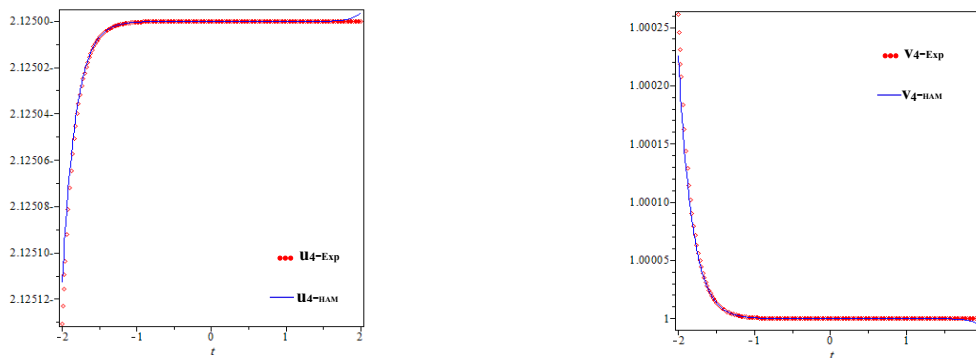 2.12500-
2.12502-
2.12504-
2.12506-
2.12508-
2.12510-
2.12512-
u4-Exp
u4-HAM
-2 -1 0 1 2
t
1.00025
1.00020
1.00015
1.00010
1.00005
1
v4-Exp
v4-HAM
-2 -1 0 1
t